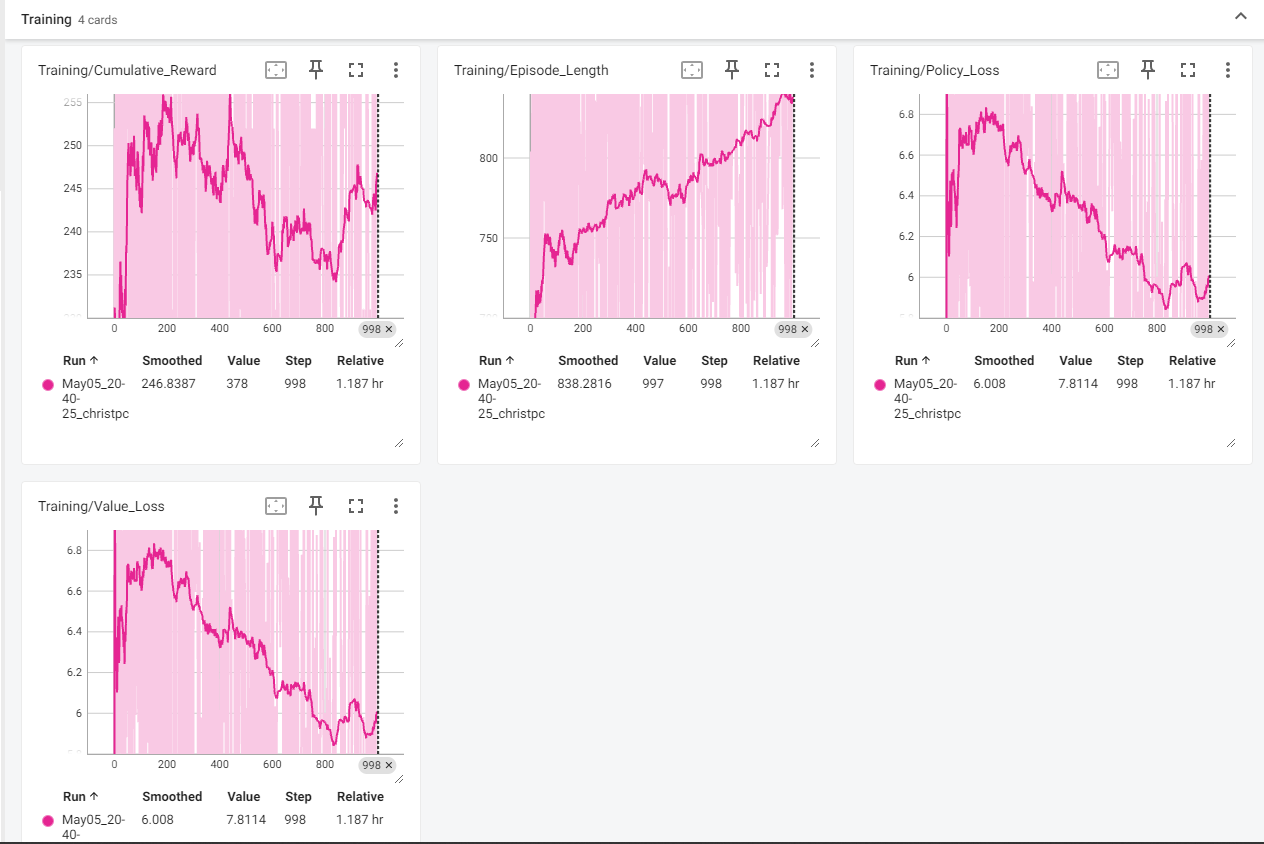 Training 4 cards
Training/Cumulative_Reward
255
250
245
240
235
0 200 400 600 800 998 ×
Run ↑ Smoothed Value Step Relative
May05_20- 246.8387 378 998 1.187 hr
40-
25_christpc
Training/Episode_Length
800
750
0 200 400 600 800 998 ×
Run ↑ Smoothed Value Step Relative
May05_20- 838.2816 997 998 1.187 hr
40-
25_christpc
Training/Policy_Loss
6.8
6.6
6.4
6.2
6
0 200 400 600 800 998 ×
Run ↑ Smoothed Value Step Relative
May05_20- 6.008 7.8114 998 1.187 hr
40-
25_christpc
Training/Value_Loss
6.8
6.6
6.4
6.2
6
0 200 400 600 800 998 ×
Run ↑ Smoothed Value Step Relative
May05_20- 6.008 7.8114 998 1.187 hr
40-